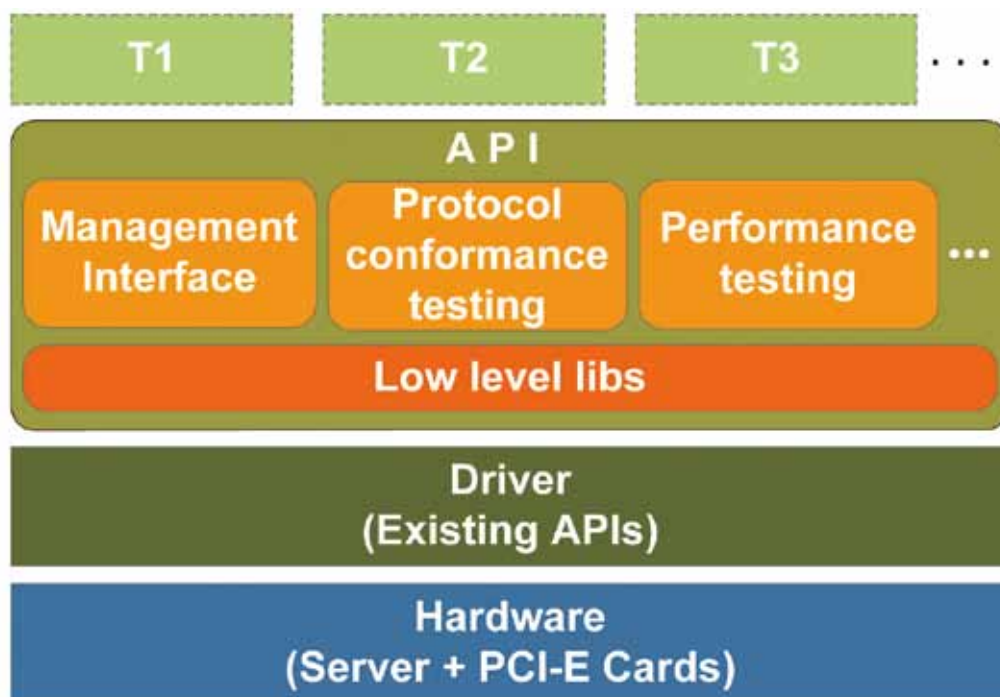 T1 T2 T3 . . .
A P I
Management
Interface
Protocol
conformance
testing
Performance
testing
...
Low level libs
Driver
(Existing APIs)
Hardware
(Server + PCI-E Cards)